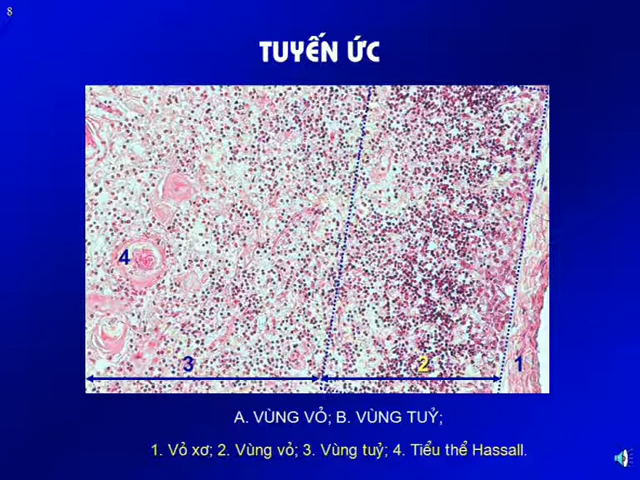 8
TUYẾN ỨC
4
3
2
1
A. VÙNG VỎ; B. VÙNG TUỶ;
1. Vỏ xơ; 2. Vùng vỏ; 3. Vùng tuỷ; 4. Tiểu thể Hassall.